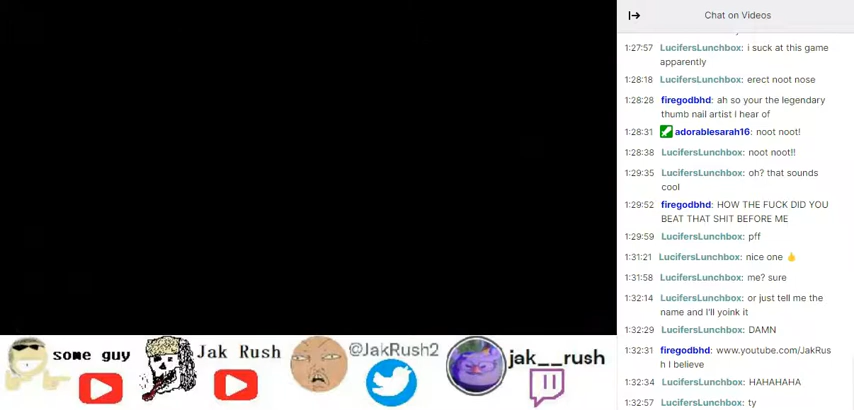 Chat on Videos
1:27:57 LucifersLunchbox: i suck at this game
apparently
1:28:18 LucifersLunchbox: erect noot nose
1:28:28 firegodbhd: ah so your the legendary
thumb nail artist I hear of
1:28:31 adorablesarah16: noot noot!
1:28:38 LucifersLunchbox: noot noot!!
1:29:35 LucifersLunchbox: oh? that sounds
cool
1:29:52 firegodbhd: HOW THE FUCK DID YOU
BEAT THAT SHIT BEFORE ME
1:29:59 LucifersLunchbox: pff
1:31:21 LucifersLunchbox: nice one 👍
1:31:58 LucifersLunchbox: me? sure
1:32:14 LucifersLunchbox: or just tell me the
name and I'll yoink it
1:32:29 LucifersLunchbox: DAMN
1:32:31 firegodbhd: www.youtube.com/JakRus
h I believe
1:32:34 LucifersLunchbox: HAHAHAHA
1:32:57 LucifersLunchbox: ty
some guy
Jak Rush
@JakRush2
jak__rush